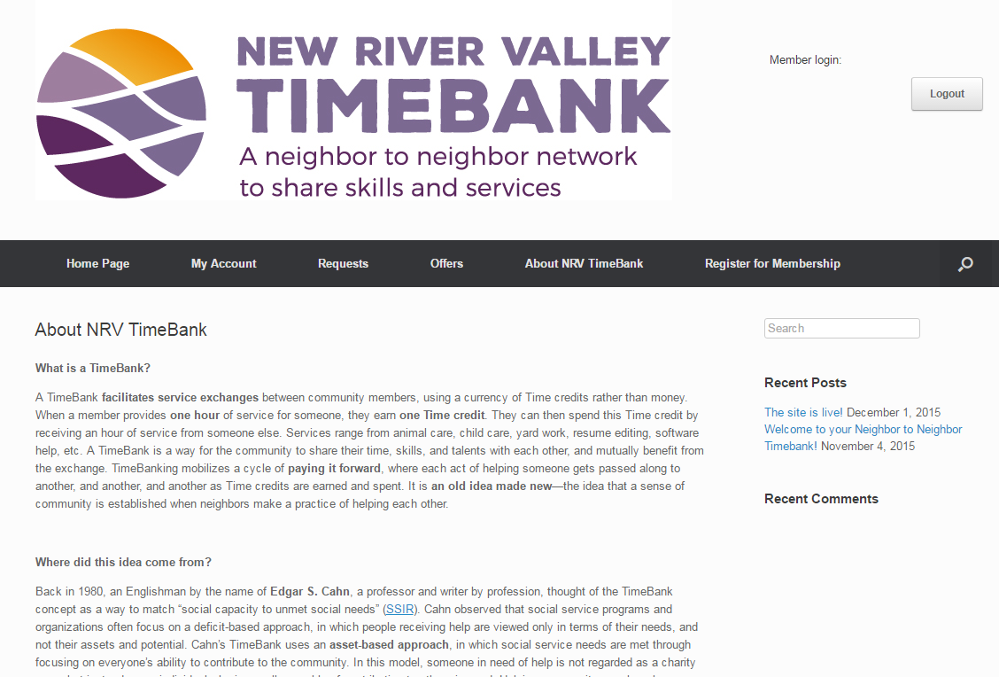 NEW RIVER VALLEY
TIMEBANK
A neighbor to neighbor network
to share skills and services
Member login:
Logout
Home Page My Account Requests Offers About NRV TimeBank Register for Membership
About NRV TimeBank
What is a TimeBank?
A TimeBank facilitates service exchanges between community members, using a currency of Time credits rather than money.
When a member provides one hour of service for someone, they earn one Time credit. They can then spend this Time credit by
receiving an hour of service from someone else. Services range from animal care, child care, yard work, resume editing, software
help, etc. A TimeBank is a way for the community to share their time, skills, and talents with each other, and mutually benefit from
the exchange. TimeBanking mobilizes a cycle of paying it forward, where each act of helping someone gets passed along to
another, and another, and another as Time credits are earned and spent. It is an old idea made new—the idea that a sense of
community is established when neighbors make a practice of helping each other.
Where did this idea come from?
Back in 1980, an Englishman by the name of Edgar S. Cahn, a professor and writer by profession, thought of the TimeBank
concept as a way to match “social capacity to unmet social needs” (SSIR). Cahn observed that social service programs and
organizations often focus on a deficit-based approach, in which people receiving help are viewed only in terms of their needs, and
not their assets and potential. Cahn’s TimeBank uses an asset-based approach, in which social service needs are met through
focusing on everyone’s ability to contribute to the community. In this model, someone in need of help is not regarded as a charity
Search
Recent Posts
The site is live! December 1, 2015
Welcome to your Neighbor to Neighbor
Timebank! November 4, 2015
Recent Comments